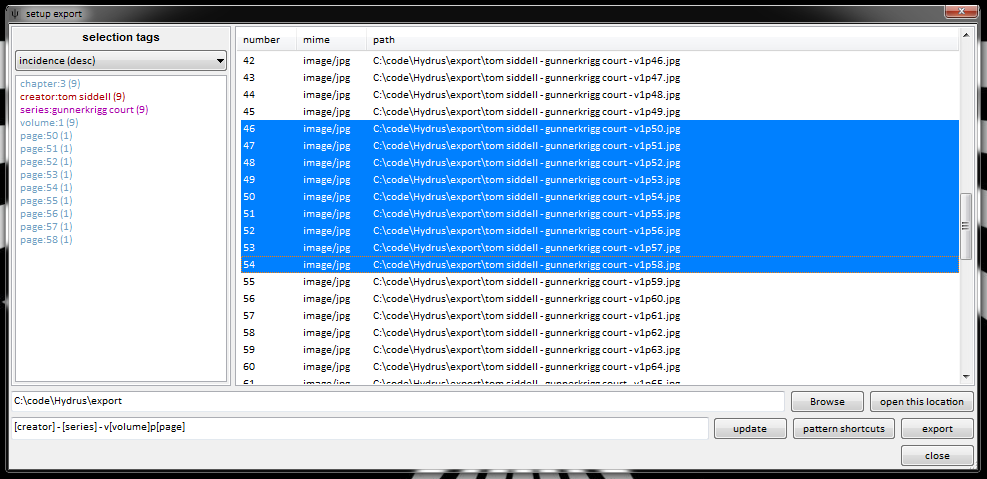 setup export
selection tags
incidence (desc)
chapter:3 (9)
creator:tom siddell (9)
series:gunnerkrigg court (9)
volume:1 (9)
page:50 (1)
page:51 (1)
page:52 (1)
page:53 (1)
page:54 (1)
page:55 (1)
page:56 (1)
page:57 (1)
page:58 (1)
number mime path
42 image/jpg C:\code\Hydrus\export\tom siddell - gunnerkrigg court - v1p46.jpg
43 image/jpg C:\code\Hydrus\export\tom siddell - gunnerkrigg court - v1p47.jpg
44 image/jpg C:\code\Hydrus\export\tom siddell - gunnerkrigg court - v1p48.jpg
45 image/jpg C:\code\Hydrus\export\tom siddell - gunnerkrigg court - v1p49.jpg
46 image/jpg C:\code\Hydrus\export\tom siddell - gunnerkrigg court - v1p50.jpg
47 image/jpg C:\code\Hydrus\export\tom siddell - gunnerkrigg court - v1p51.jpg
48 image/jpg C:\code\Hydrus\export\tom siddell - gunnerkrigg court - v1p52.jpg
49 image/jpg C:\code\Hydrus\export\tom siddell - gunnerkrigg court - v1p53.jpg
50 image/jpg C:\code\Hydrus\export\tom siddell - gunnerkrigg court - v1p54.jpg
51 image/jpg C:\code\Hydrus\export\tom siddell - gunnerkrigg court - v1p55.jpg
52 image/jpg C:\code\Hydrus\export\tom siddell - gunnerkrigg court - v1p56.jpg
53 image/jpg C:\code\Hydrus\export\tom siddell - gunnerkrigg court - v1p57.jpg
54 image/jpg C:\code\Hydrus\export\tom siddell - gunnerkrigg court - v1p58.jpg
55 image/jpg C:\code\Hydrus\export\tom siddell - gunnerkrigg court - v1p59.jpg
56 image/jpg C:\code\Hydrus\export\tom siddell - gunnerkrigg court - v1p60.jpg
57 image/jpg C:\code\Hydrus\export\tom siddell - gunnerkrigg court - v1p61.jpg
58 image/jpg C:\code\Hydrus\export\tom siddell - gunnerkrigg court - v1p62.jpg
59 image/jpg C:\code\Hydrus\export\tom siddell - gunnerkrigg court - v1p63.jpg
60 image/jpg C:\code\Hydrus\export\tom siddell - gunnerkrigg court - v1p64.jpg
61 image/jpg C:\code\Hydrus\export\tom siddell - gunnerkrigg court - v1p65.jpg
C:\code\Hydrus\export Browse open this location
[creator] - [series] - v[volume]p[page] update pattern shortcuts export
close